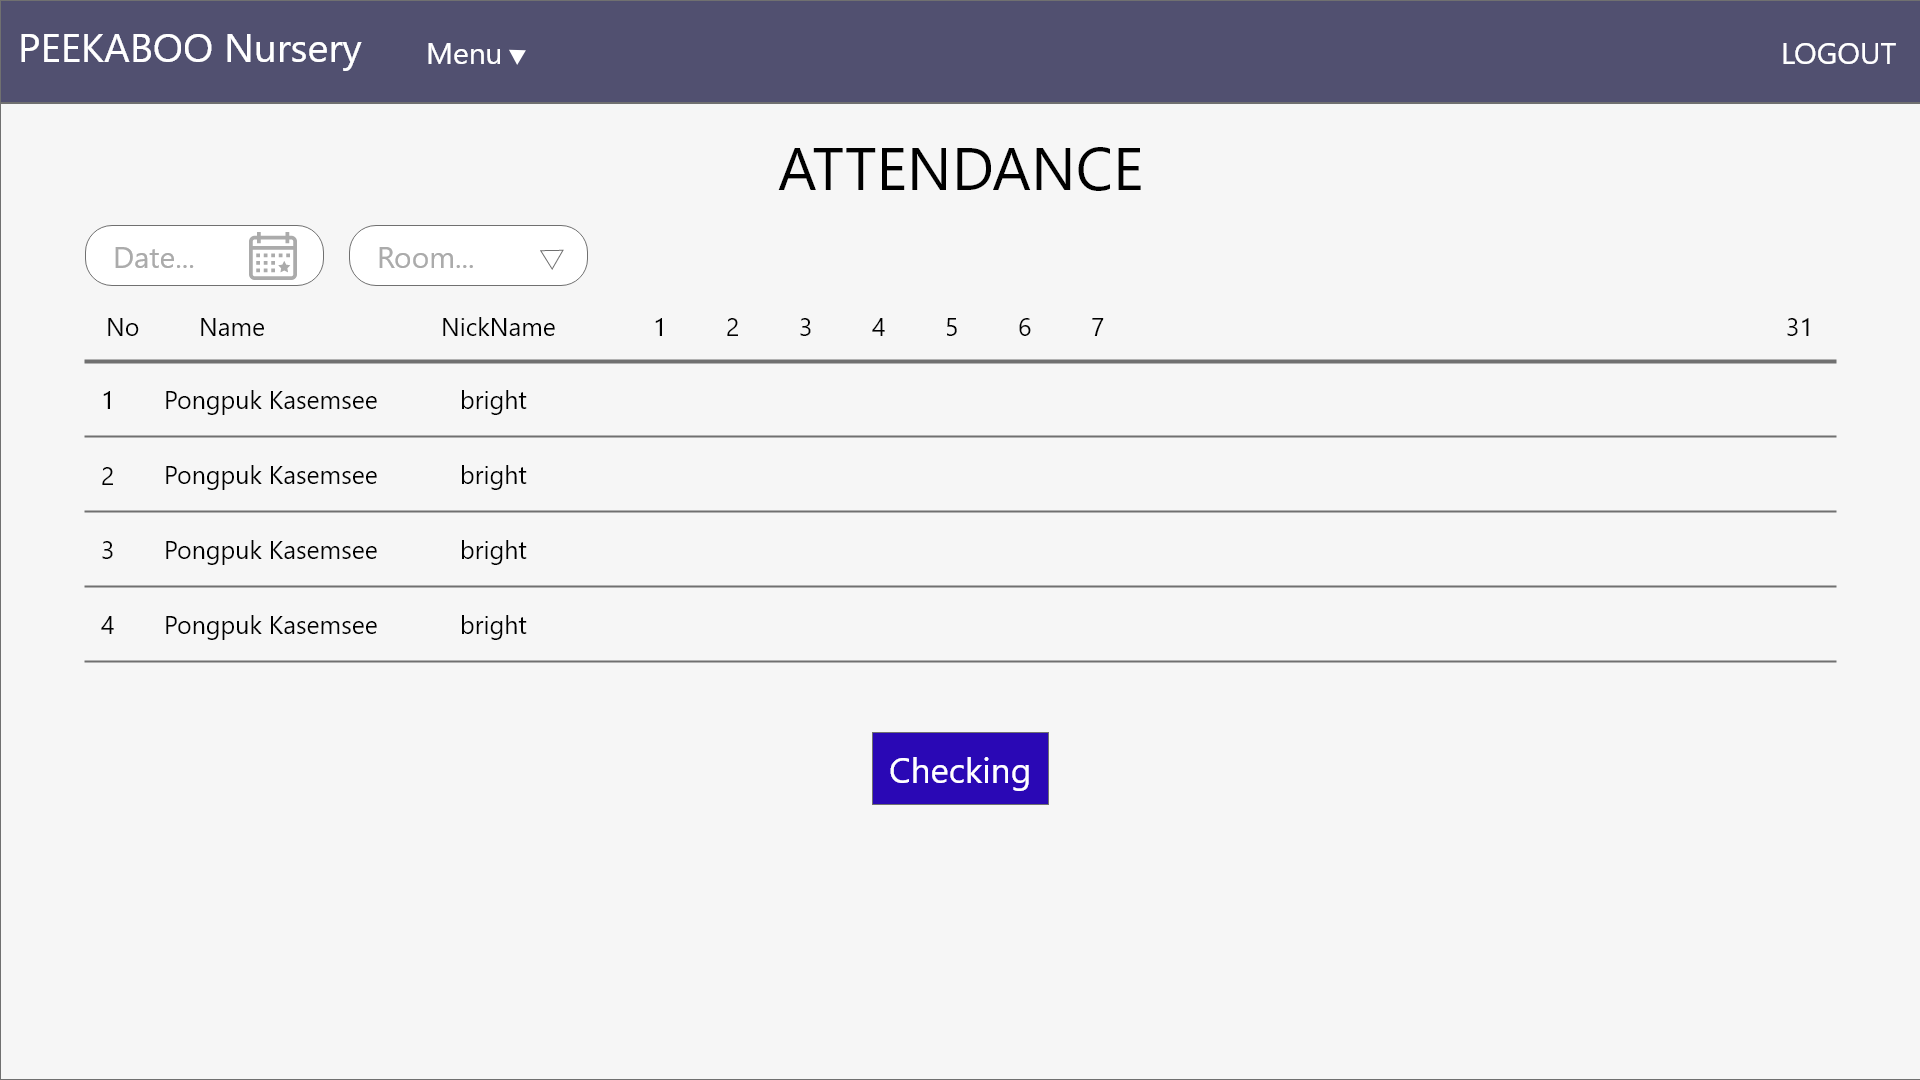 PEEKABOO Nursery Menu ▼ LOGOUT
ATTENDANCE
Date... Room...
No Name NickName 1 2 3 4 5 6 7 31
1 Pongpuk Kasemsee bright
2 Pongpuk Kasemsee bright
3 Pongpuk Kasemsee bright
4 Pongpuk Kasemsee bright
Checking